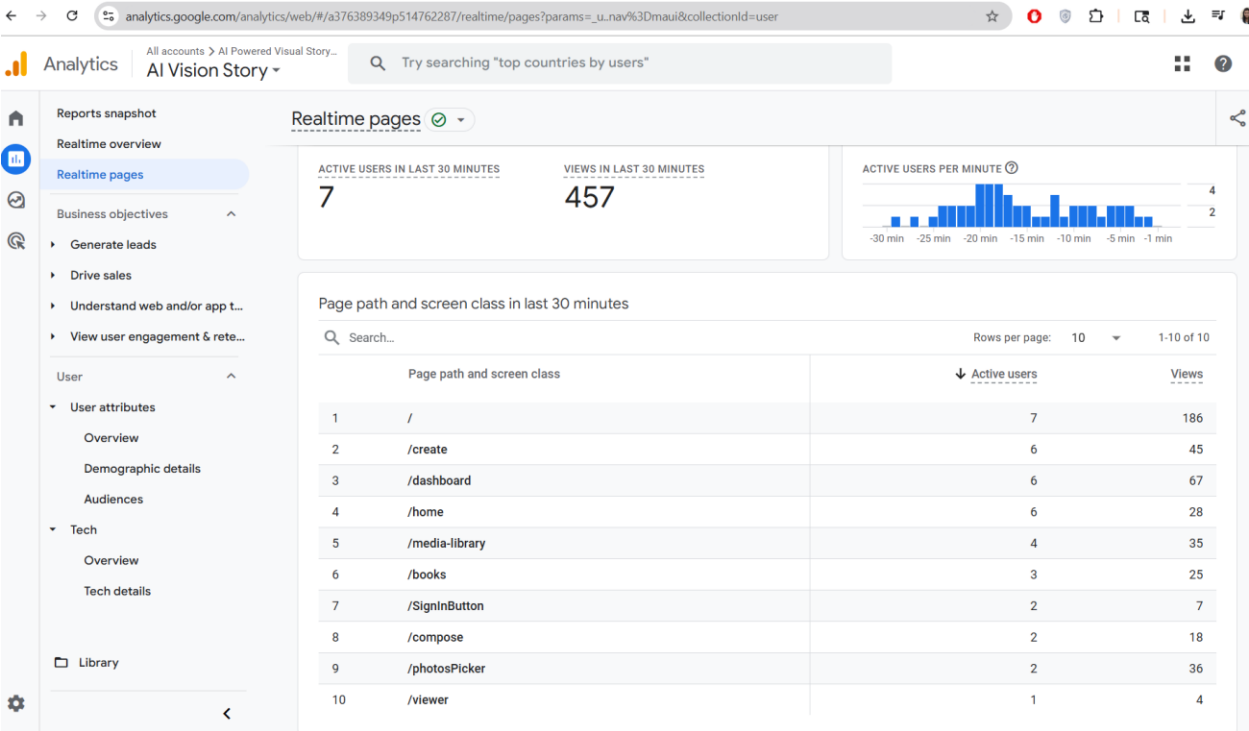 analytics.google.com/analytics/web/#/a376389349p514762287/realtime/pages?params=_u..nav%3Dmaui&collectionId=user
Analytics
All accounts > AI Powered Visual Story...
AI Vision Story
Try searching "top countries by users"
Reports snapshot
Realtime overview
Realtime pages
Business objectives
Generate leads
Drive sales
Understand web and/or app t...
View user engagement & rete...
User
User attributes
Overview
Demographic details
Audiences
Tech
Overview
Tech details
Library
Realtime pages
ACTIVE USERS IN LAST 30 MINUTES
7
VIEWS IN LAST 30 MINUTES
457
ACTIVE USERS PER MINUTE
4
2
-30 min -25 min -20 min -15 min -10 min -5 min -1 min
Page path and screen class in last 30 minutes
Search...
Rows per page: 10 1-10 of 10
Page path and screen class Active users Views
1 / 7 186
2 /create 6 45
3 /dashboard 6 67
4 /home 6 28
5 /media-library 4 35
6 /books 3 25
7 /SignInButton 2 7
8 /compose 2 18
9 /photosPicker 2 36
10 /viewer 1 4